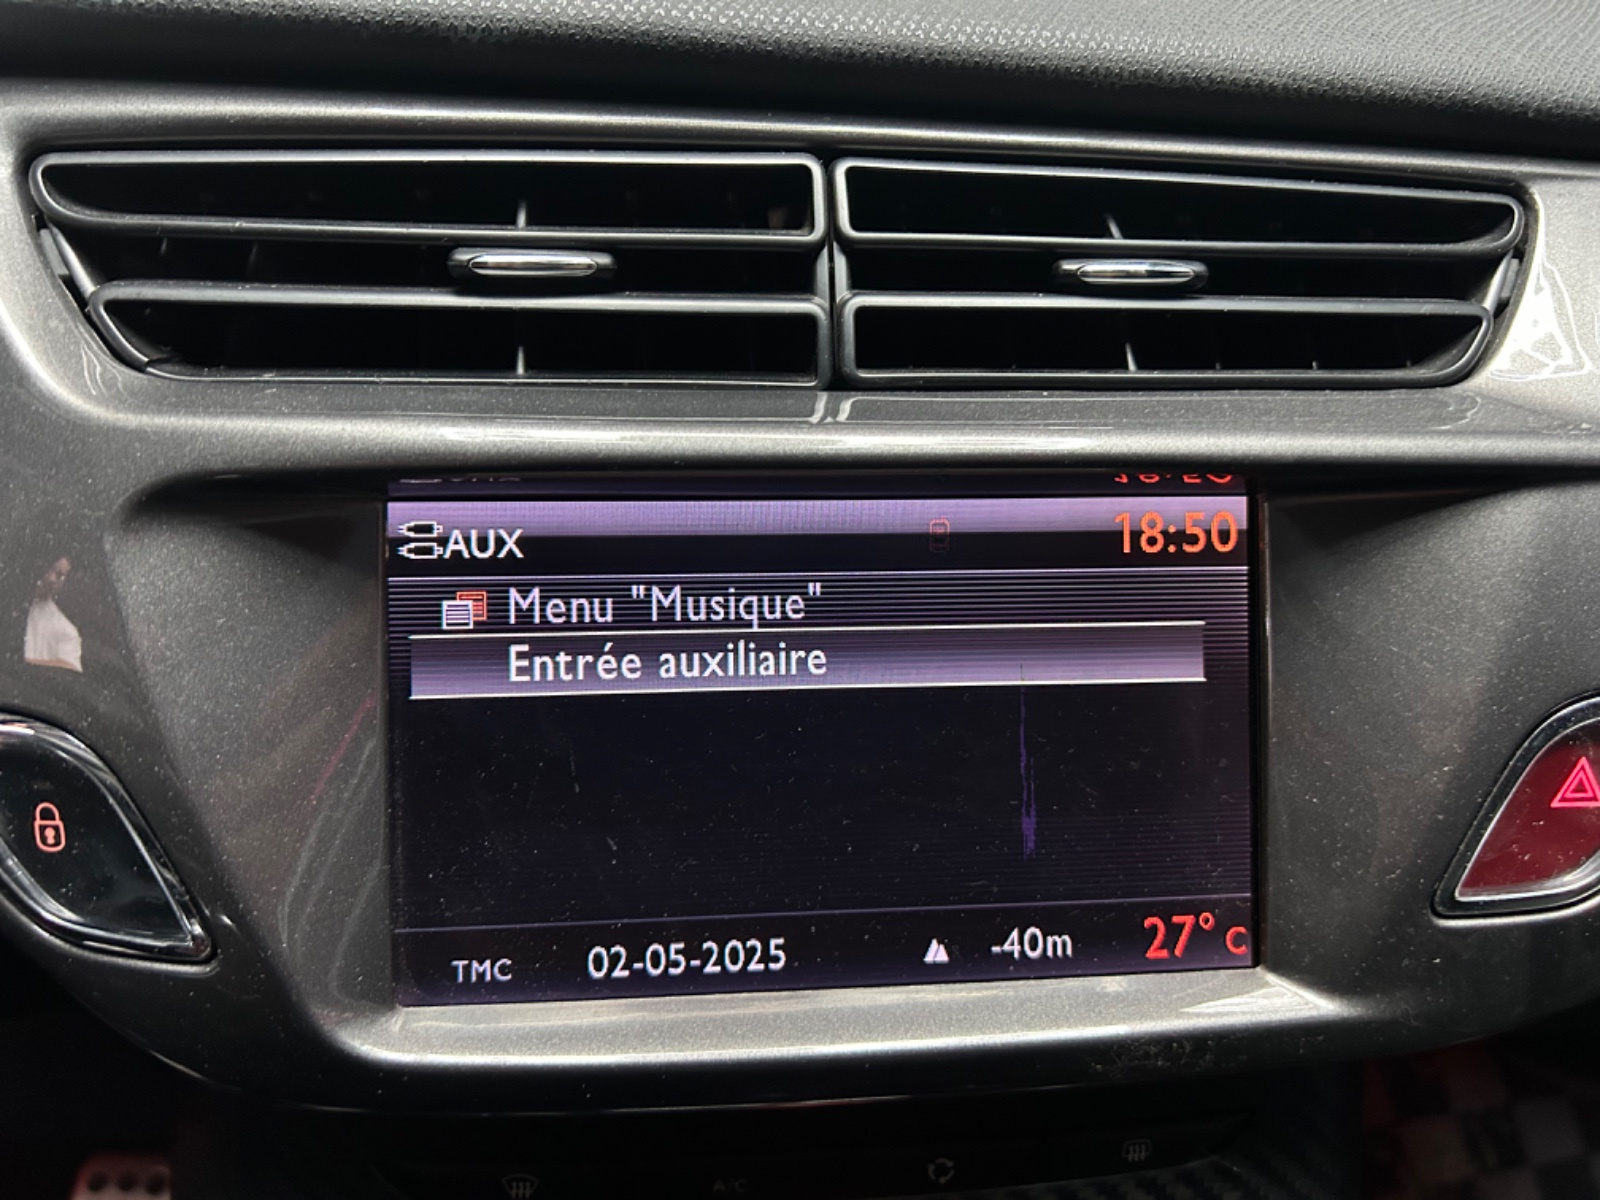 AUX
18:50
Menu "Musique"
Entrée auxiliaire
TMC 02-05-2025 -40m 27° C
A/C